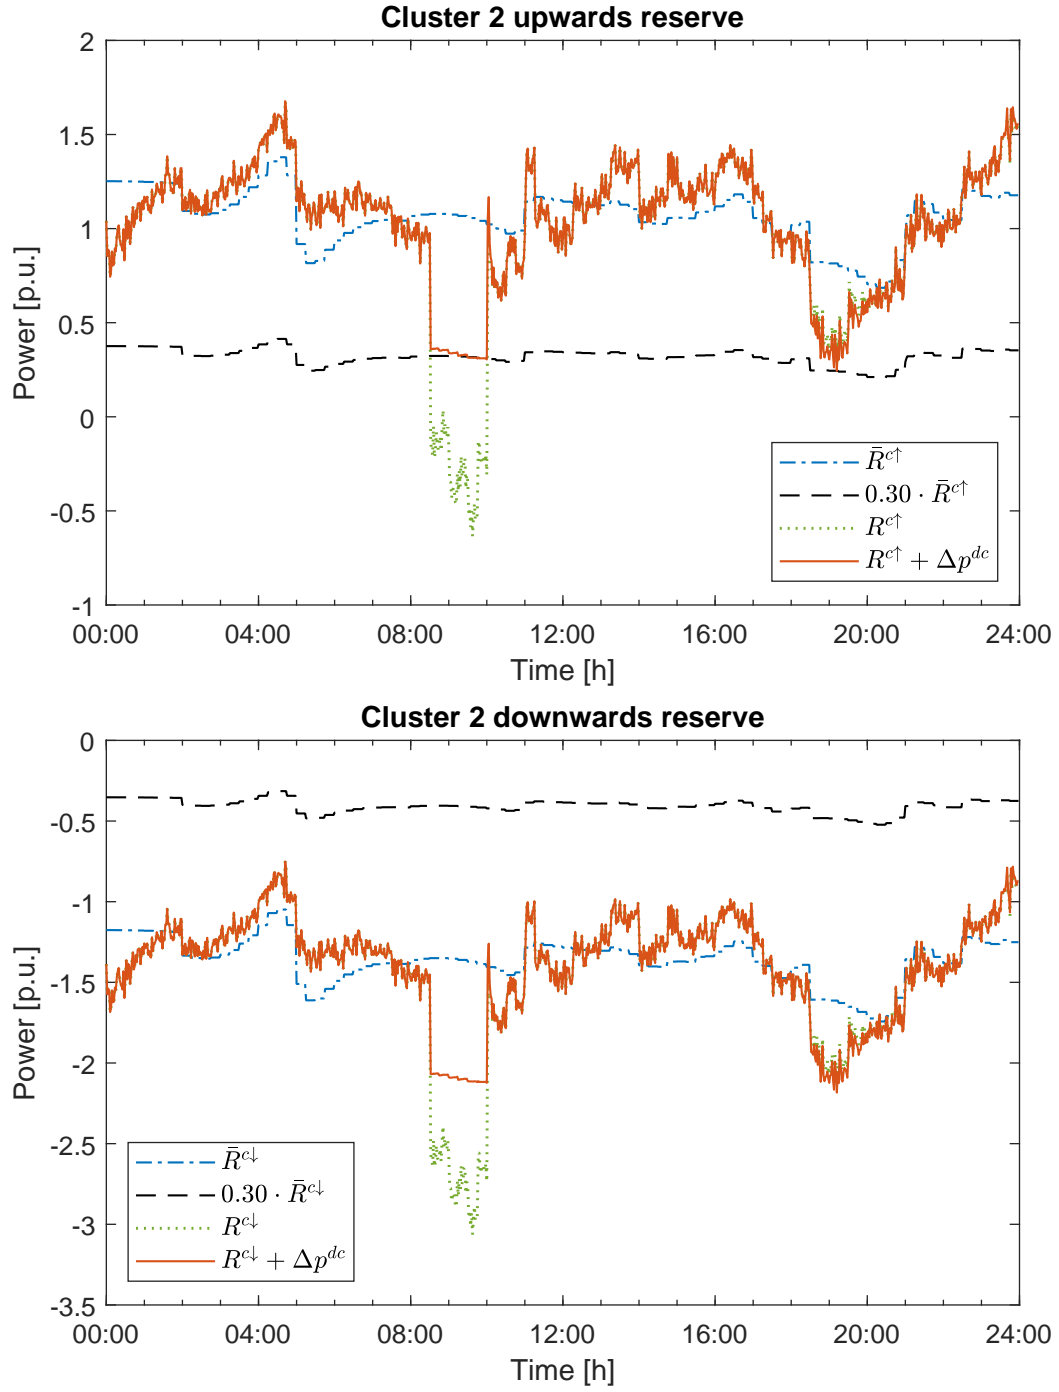 Cluster 2 upwards reserve
2
1.5
1
0.5
0
-0.5
-1
Power [p.u.]
R̄^{c↑}
0.30 · R̄^{c↑}
R^{c↑}
R^{c↑} + Δp^{dc}
00:00 04:00 08:00 12:00 16:00 20:00 24:00
Time [h]
Cluster 2 downwards reserve
0
-0.5
-1
-1.5
-2
-2.5
-3
-3.5
Power [p.u.]
R̄^{c↓}
0.30 · R̄^{c↓}
R^{c↓}
R^{c↓} + Δp^{dc}
00:00 04:00 08:00 12:00 16:00 20:00 24:00
Time [h]